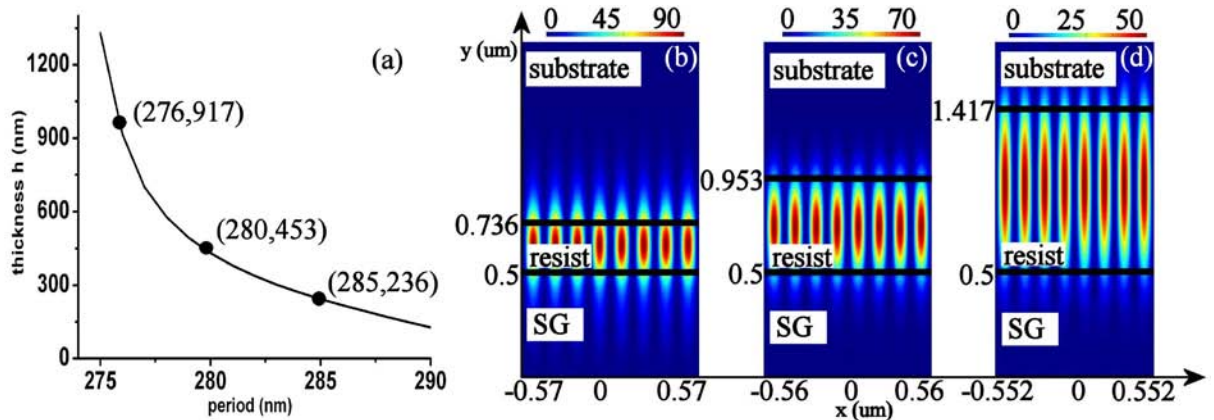 (a)
(276,917)
(280,453)
(285,236)
thickness h (nm)
1200
900
600
300
0
275 280 285 290
period (nm)
0 45 90
0 35 70
0 25 50
y (um)
substrate (b)
substrate (c)
substrate (d)
0.736
0.5
resist
SG
0.953
0.5
resist
SG
1.417
0.5
resist
SG
-0.57 0 0.57
-0.56 0 0.56
-0.552 0 0.552
x (um)